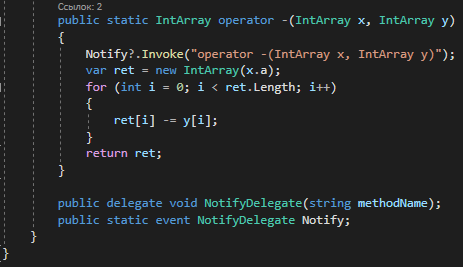 Ссылок: 2
public static IntArray operator -(IntArray x, IntArray y)
{
Notify?.Invoke("operator -(IntArray x, IntArray y)");
var ret = new IntArray(x.a);
for (int i = 0; i < ret.Length; i++)
{
ret[i] -= y[i];
}
return ret;
}
public delegate void NotifyDelegate(string methodName);
public static event NotifyDelegate Notify;
}
}